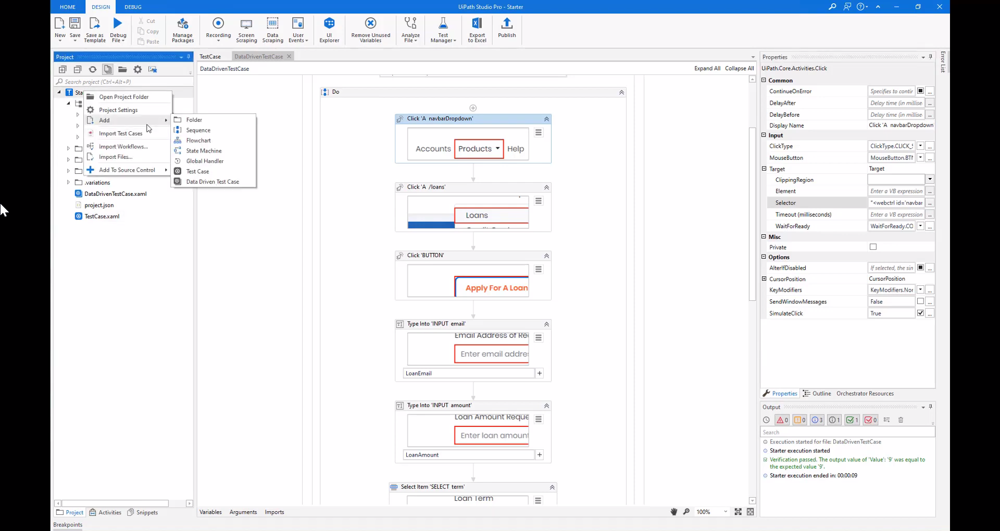 HOME DESIGN DEBUG
UiPath Studio Pro - Starter
New
Save
Save as
Template
Debug
File
Cut
Copy
Paste
Manage
Packages
Recording
Screen
Scraping
Data
Scraping
User
Events
UI
Explorer
Remove Unused
Variables
Analyze
File
Test
Manager
Export
to Excel
Publish
Project
Search project (Ctrl+Alt+P)
Sta
Open Project Folder
Project Settings
Add
Import Test Cases
Import Workflows...
Import Files...
Add To Source Control
Folder
Sequence
Flowchart
State Machine
Global Handler
Test Case
Data Driven Test Case
.variations
DataDrivenTestCase.xaml
project.json
TestCase.xaml
Project Activities Snippets
Breakpoints
TestCase DataDrivenTestCase
DataDrivenTestCase
Expand All Collapse All
Do
Click 'A navbarDropdown'
Accounts Products Help
Click 'A /loans'
Loans
Click 'BUTTON'
Apply For A Loan
Type Into 'INPUT email'
Email Address of Re
Enter email addre
LoanEmail
Type Into 'INPUT amount'
Loan Amount Reque
Enter loan amount
LoanAmount
Select Item 'SELECT term'
Loan Term
Variables Arguments Imports
100%
Properties
UiPath.Core.Activities.Click
Common
ContinueOnError Specifies to contir ...
DelayAfter Delay time (in millise ...
DelayBefore Delay time (in millise ...
Display Name Click 'A navbarDropdown'
Input
ClickType ClickType.CLICK_S ...
MouseButton MouseButton.BTN ...
Target Target
ClippingRegion
Element Enter a VB expression ...
Selector "<webctrl id='navbar ...
Timeout (milliseconds) Enter a VB expression ...
WaitForReady WaitForReady.CO ...
Misc
Private
Options
AlterIfDisabled If selected, the sin ...
CursorPosition CursorPosition
KeyModifiers KeyModifiers.Nor ...
SendWindowMessages False ...
SimulateClick True ...
Properties Outline Orchestrator Resources
Output
0 0 3 1 1 0
Search
Execution started for file: DataDrivenTestCase
Starter execution started
Verification passed. The output value of 'Value': '9' was equal to
the expected value '9'.
Starter execution ended in: 00:00:09
Error List